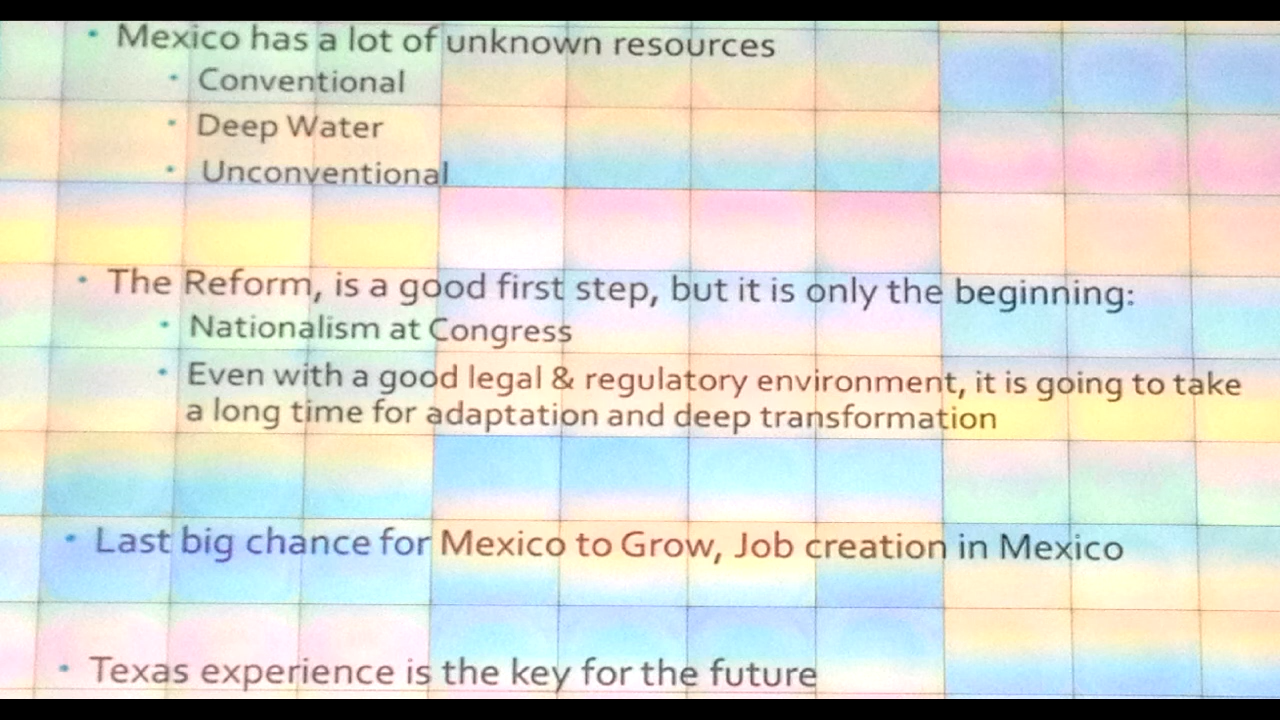 • Mexico has a lot of unknown resources
• Conventional
• Deep Water
• Unconventional
• The Reform, is a good first step, but it is only the beginning:
• Nationalism at Congress
• Even with a good legal & regulatory environment, it is going to take
a long time for adaptation and deep transformation
• Last big chance for Mexico to Grow, Job creation in Mexico
• Texas experience is the key for the future